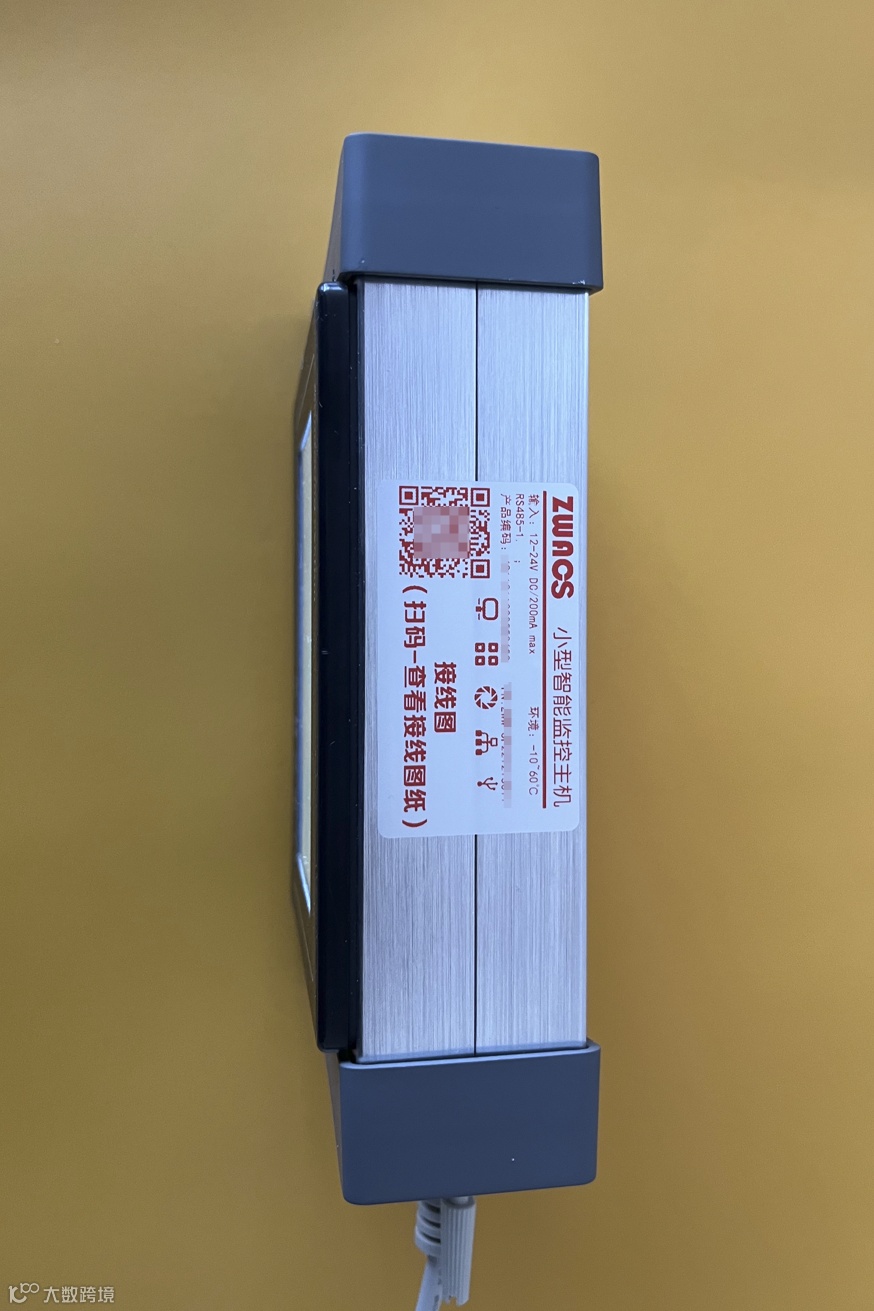 ZWACS 小型智能监控主机
输入：12-24V DC/200mA max 环境：-10~60℃
RS485-1 ;
产品编码：
接线图
(扫码-查看接线图纸)
大数跨境